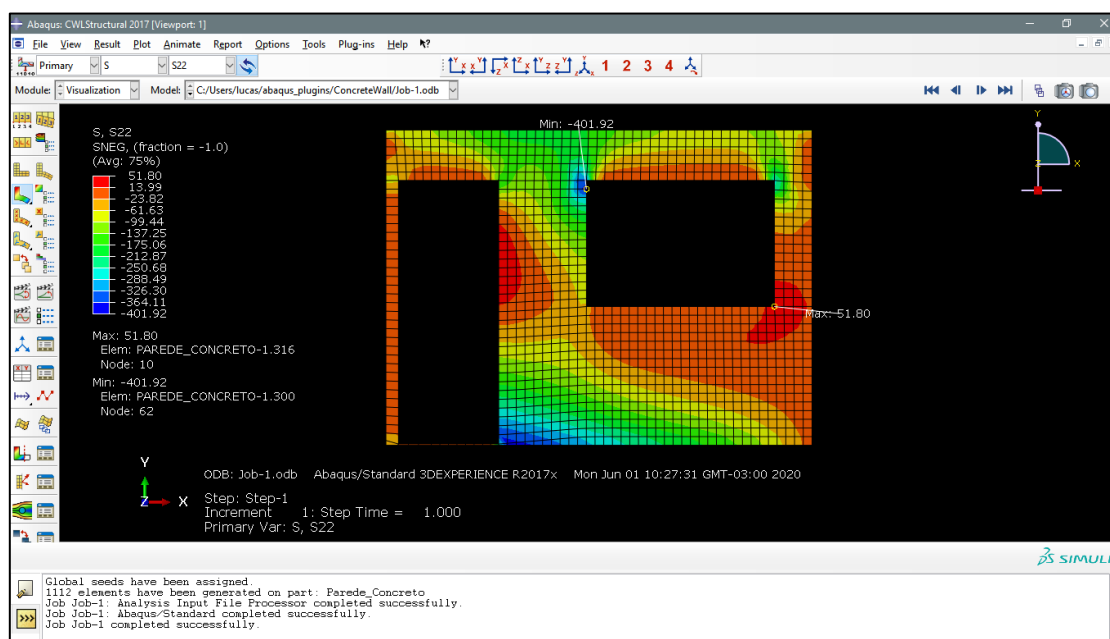 Abaqus: CWLStructural 2017 [Viewport: 1]
File View Result Plot Animate Report Options Tools Plug-ins Help
Primary S S22 1 2 3 4
Module: Visualization Model: C:/Users/lucas/abaqus_plugins/ConcreteWall/Job-1.odb
S, S22
SNEG, (fraction = -1.0)
(Avg: 75%)
51.80
13.99
-23.82
-61.63
-99.44
-137.25
-175.06
-212.87
-250.68
-288.49
-326.30
-364.11
-401.92
Max: 51.80
Elem: PAREDE_CONCRETO-1.316
Node: 10
Min: -401.92
Elem: PAREDE_CONCRETO-1.300
Node: 62
Min: -401.92
Max: 51.80
Y
Z
X
Y
Z X
ODB: Job-1.odb Abaqus/Standard 3DEXPERIENCE R2017x Mon Jun 01 10:27:31 GMT-03:00 2020
Step: Step-1
Increment 1: Step Time = 1.000
Primary Var: S, S22
SIMULI
Global seeds have been assigned.
1112 elements have been generated on part: Parede_Concreto
Job Job-1: Analysis Input File Processor completed successfully.
Job Job-1: Abaqus/Standard completed successfully.
Job Job-1 completed successfully.